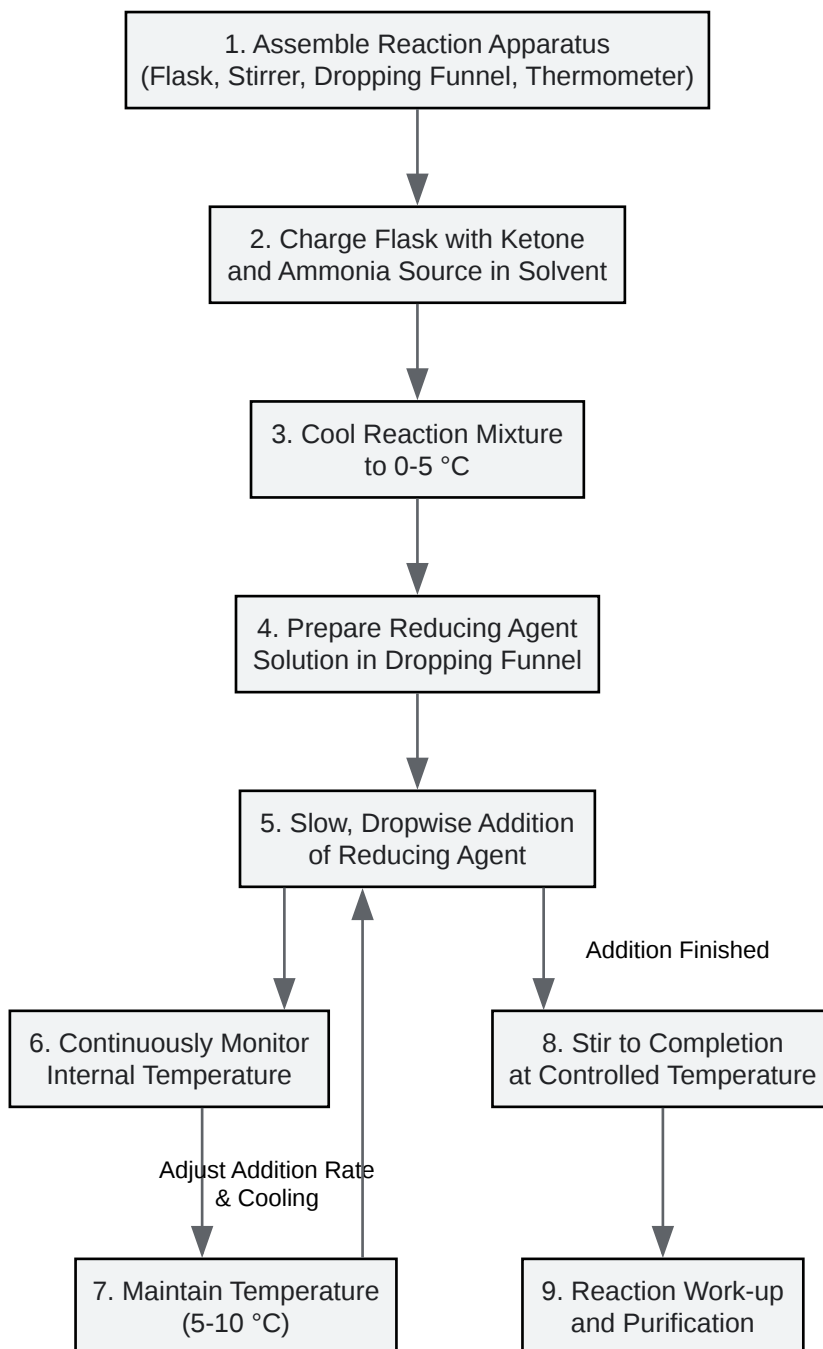 1. Assemble Reaction Apparatus
(Flask, Stirrer, Dropping Funnel, Thermometer)
2. Charge Flask with Ketone
and Ammonia Source in Solvent
3. Cool Reaction Mixture
to 0-5 °C
4. Prepare Reducing Agent
Solution in Dropping Funnel
5. Slow, Dropwise Addition
of Reducing Agent
Addition Finished
6. Continuously Monitor
Internal Temperature
8. Stir to Completion
at Controlled Temperature
Adjust Addition Rate
& Cooling
7. Maintain Temperature
(5-10 °C)
9. Reaction Work-up
and Purification